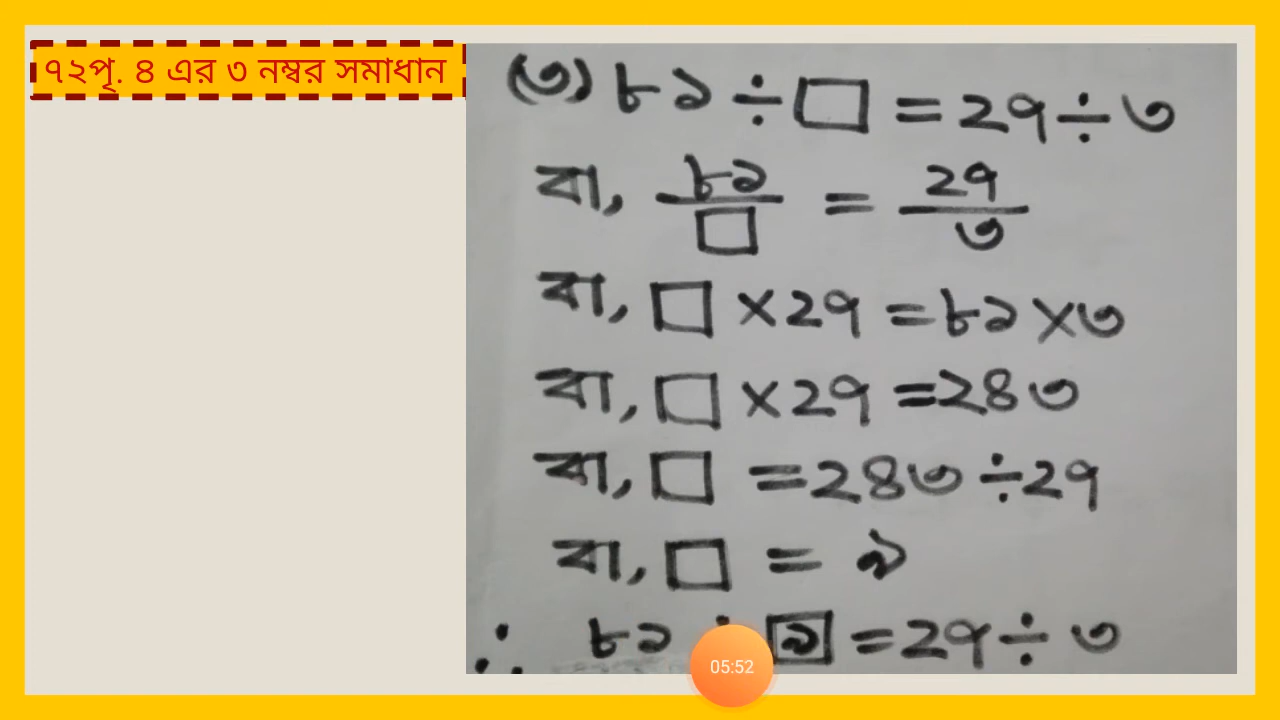 ৭২পৃ. ৪ এর ৩ নম্বর সমাধান
(৩) ৮১ ÷ □ = ২৭ ÷ ৩
বা, ৮১/□ = ২৭/৩
বা, □ × ২৭ = ৮১ × ৩
বা, □ × ২৭ = ২৪৩
বা, □ = ২৪৩ ÷ ২৭
বা, □ = ৯
∴ ৮১ ÷ ৯ = ২৭ ÷ ৩
05:52